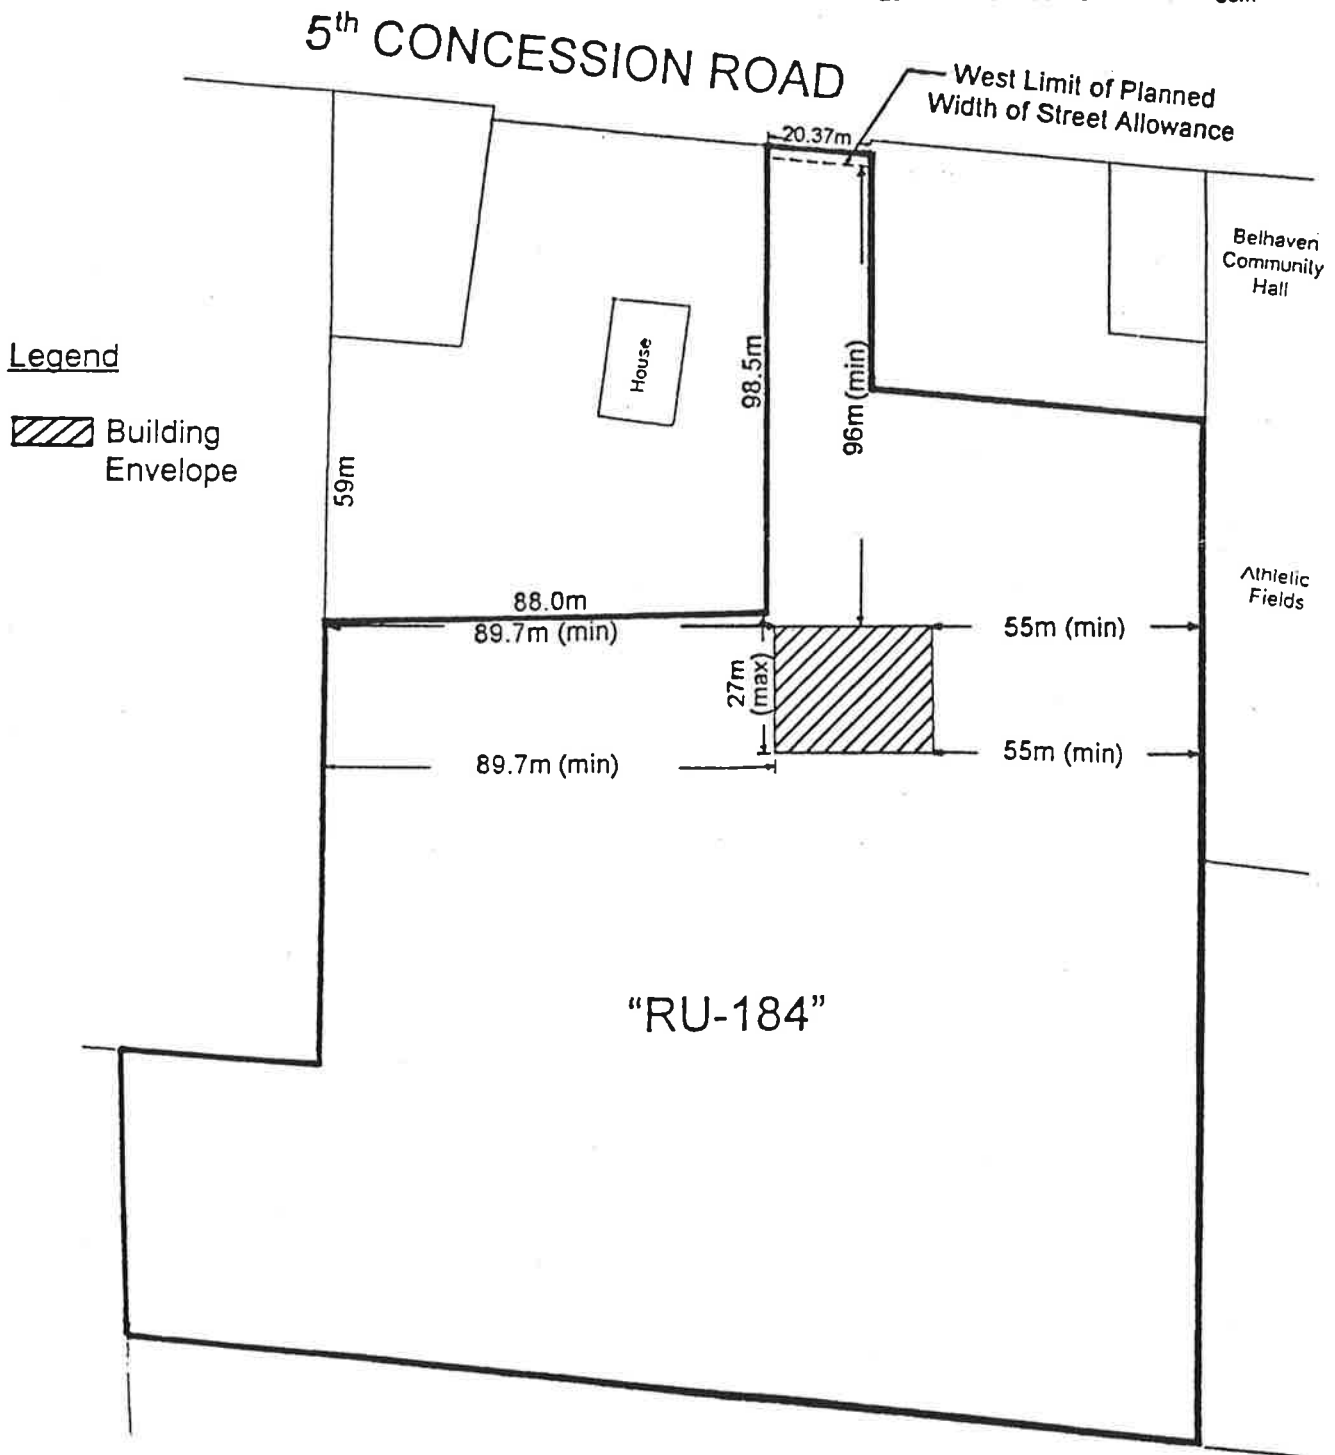 5th CONCESSION ROAD
West Limit of Planned
Width of Street Allowance
20.37m
Belhaven
Community
Hall
House
Legend
Building
Envelope
98.5m
96m (min)
59m
Athletic
Fields
88.0m
89.7m (min)
55m (min)
27m
(max)
89.7m (min)
55m (min)
"RU-184"